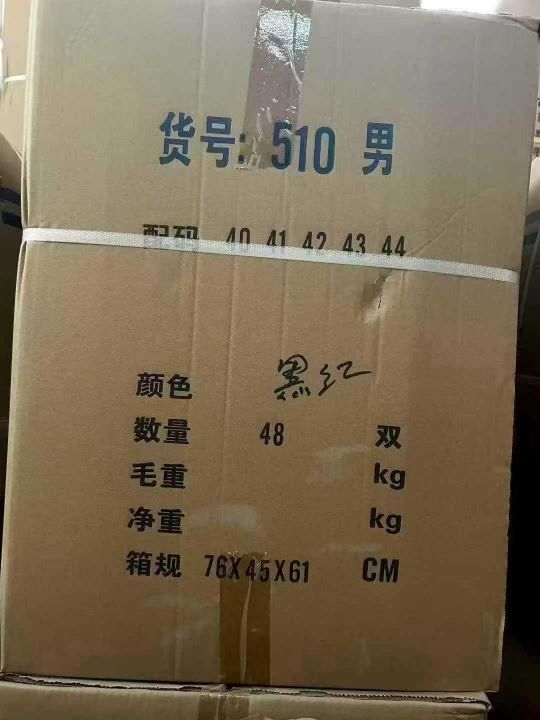 货号: 510 男
配码 40 41 42 43 44
颜色 黑红
数量 48 双
毛重 kg
净重 kg
箱规 76X45X61 CM